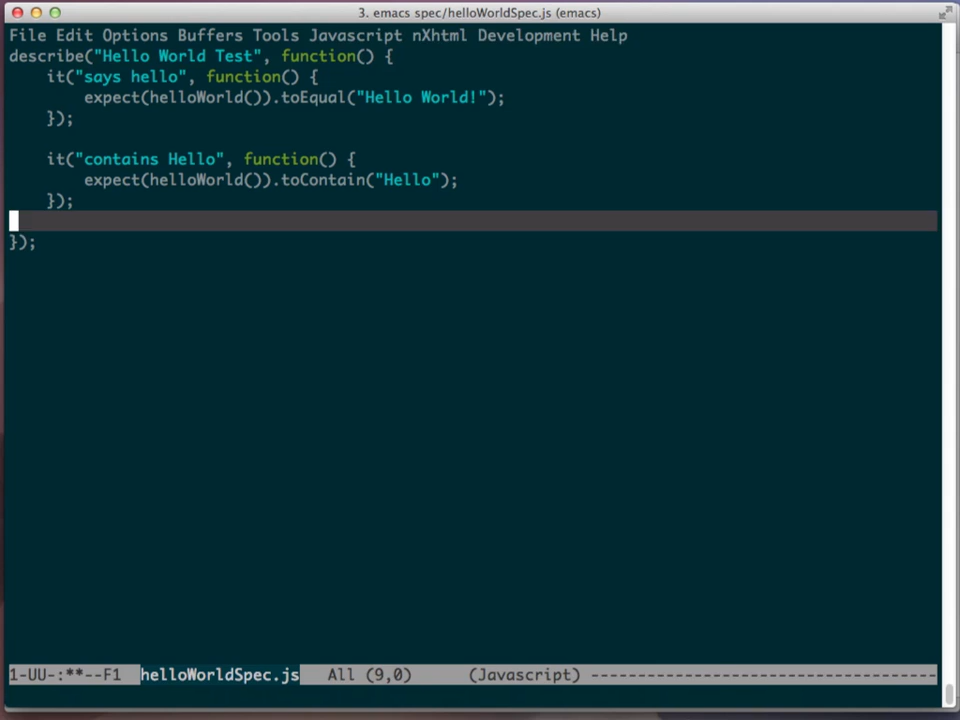 3. emacs spec/helloWorldSpec.js (emacs)
File Edit Options Buffers Tools Javascript nXhtml Development Help
describe("Hello World Test", function() {
    it("says hello", function() {
        expect(helloWorld()).toEqual("Hello World!");
    });

    it("contains Hello", function() {
        expect(helloWorld()).toContain("Hello");
    });

});
1-UU-:**--F1  helloWorldSpec.js   All (9,0)      (Javascript) -------------------------------------